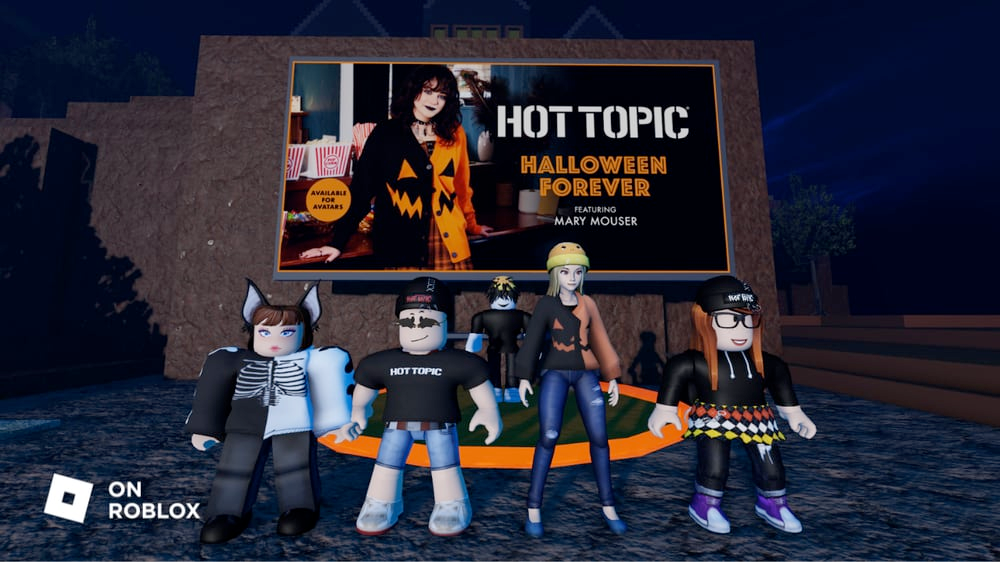 HOT TOPIC
HALLOWEEN
FOREVER
FEATURING
MARY MOUSER
AVAILABLE
FOR
AVATARS
HOT TOPIC
ON
ROBLOX